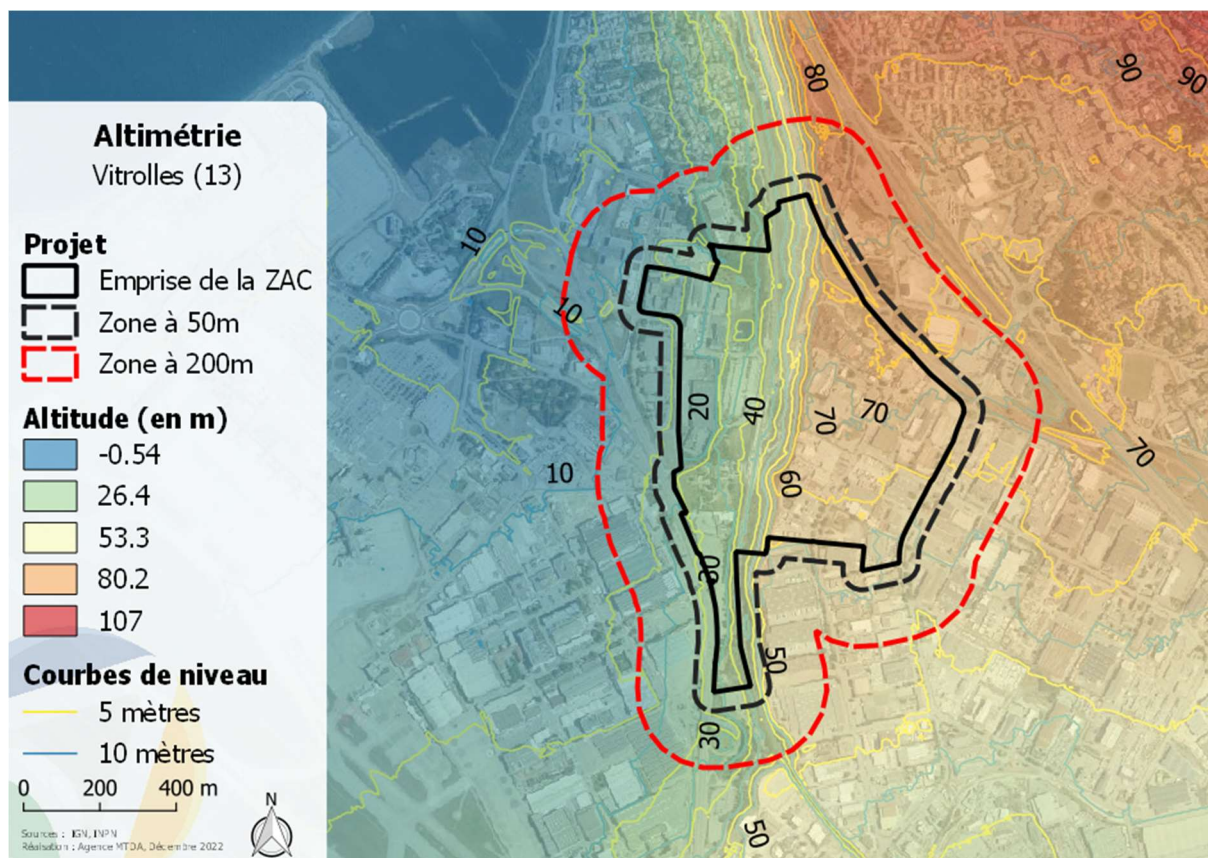 Altimétrie
Vitrolles (13)
Projet
Emprise de la ZAC
Zone à 50m
Zone à 200m
Altitude (en m)
-0.54
26.4
53.3
80.2
107
Courbes de niveau
5 mètres
10 mètres
0 200 400 m
N
Sources : IGN, INPN
Réalisation : Agence MTDA, Décembre 2022
80
90
90
10
10
20
40
70
70
70
10
60
50
30
50